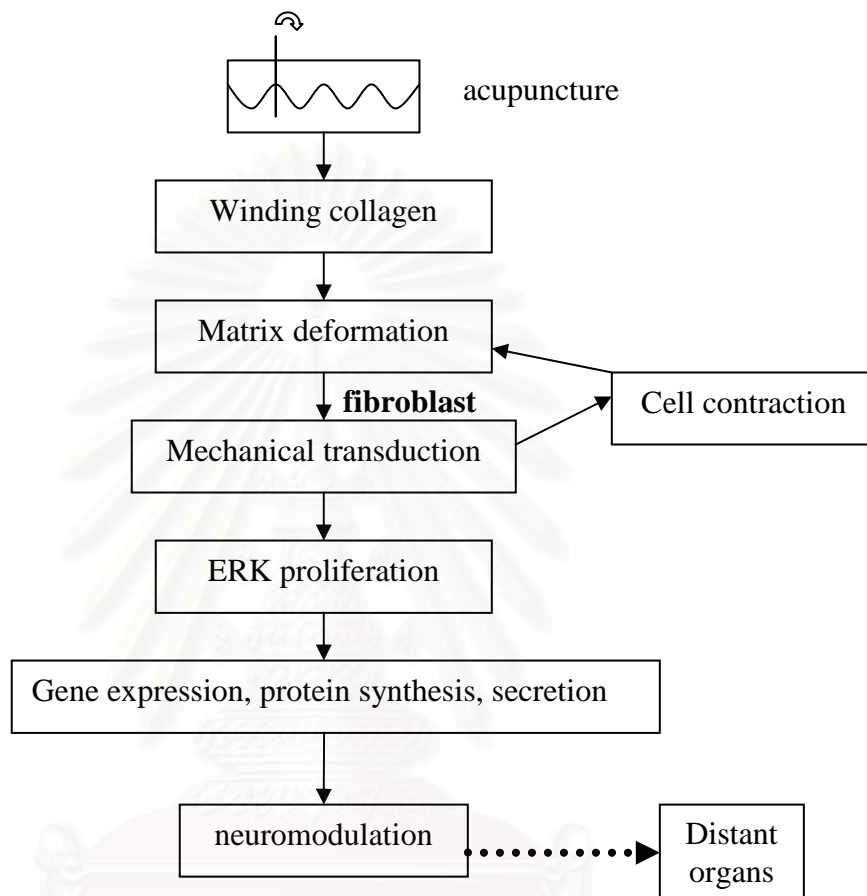 acupuncture
Winding collagen
Matrix deformation
fibroblast
Cell contraction
Mechanical transduction
ERK proliferation
Gene expression, protein synthesis, secretion
neuromodulation
Distant
organs